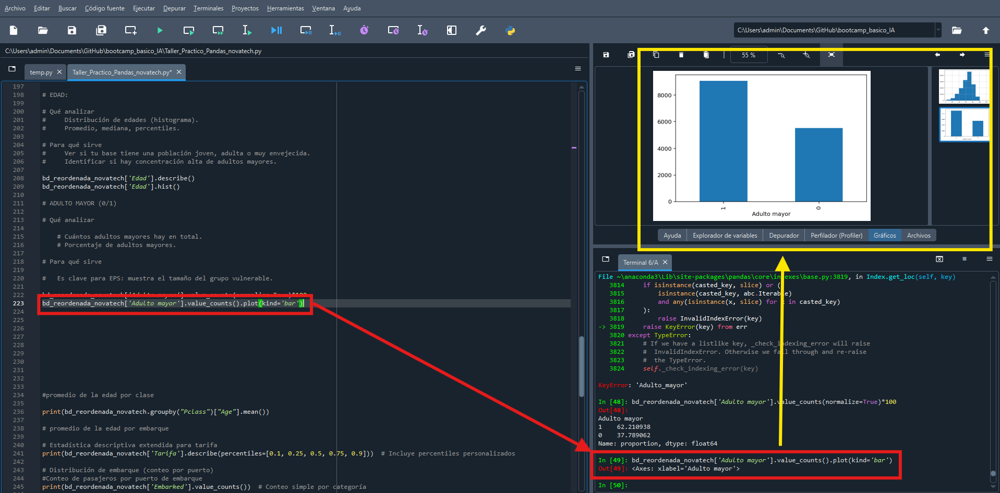 Archivo Editar Buscar Código fuente Ejecutar Depurar Terminales Proyectos Herramientas Ventana Ayuda
C:\Users\admin\Documents\GitHub\bootcamp_basico_IA
C:\Users\admin\Documents\GitHub\bootcamp_basico_IA\Taller_Practico_Pandas_novatech.py
temp.py
Taller_Practico_Pandas_novatech.py*
197
198 # EDAD:
199
200 # Qué analizar
201 # Distribución de edades (histograma).
202 # Promedio, mediana, percentiles.
203
204 # Para qué sirve
205 # Ver si tu base tiene una población joven, adulta o muy envejecida.
206 # Identificar si hay concentración alta de adultos mayores.
207
208 bd_reordenada_novatech['Edad'].describe()
209 bd_reordenada_novatech['Edad'].hist()
210
211 # ADULTO MAYOR (0/1)
212
213 # Qué analizar
214
215 # Cuántos adultos mayores hay en total.
216 # Porcentaje de adultos mayores.
217
218 # Para qué sirve
219
220 # Es clave para EPS: muestra el tamaño del grupo vulnerable.
221
222 bd_reordenada_novatech['Adulto mayor'].value_counts(normalize=True)*100
223 bd_reordenada_novatech['Adulto mayor'].value_counts().plot(kind='bar')
224
225
226
227
228
229
230
231
232
233
234 #promedio de la edad por clase
235
236 print(bd_reordenada_novatech.groupby("Pclass")["Age"].mean())
237
238 # promedio de la edad por embarque
239
240 # Estadística descriptiva extendida para tarifa
241 print(bd_reordenada_novatech['Tarifa'].describe(percentiles=[0.1, 0.25, 0.5, 0.75, 0.9])) # Incluye percentiles personalizados
242
243 # Distribución de embarque (conteo por puerto)
244 #Conteo de pasajeros por puerto de embarque
245 print(bd_reordenada_novatech['Embarked'].value_counts()) # Conteo simple por categoría
55 %
8000
6000
4000
2000
0
1
0
Adulto mayor
Ayuda Explorador de variables Depurador Perfilador (Profiler) Gráficos Archivos
Terminal 6/A
File ~\anaconda3\Lib\site-packages\pandas\core\indexes\base.py:3819, in Index.get_loc(self, key)
3814 if isinstance(casted_key, slice) or (
3815 isinstance(casted_key, abc.Iterable)
3816 and any(isinstance(x, slice) for x in casted_key)
3817 ):
3818 raise InvalidIndexError(key)
-> 3819 raise KeyError(key) from err
3820 except TypeError:
3821 # If we have a listlike key, _check_indexing_error will raise
3822 # InvalidIndexError. Otherwise we fall through and re-raise
3823 # the TypeError.
3824 self._check_indexing_error(key)
KeyError: 'Adulto_mayor'
In [48]: bd_reordenada_novatech['Adulto mayor'].value_counts(normalize=True)*100
Out[48]:
Adulto mayor
1 62.210938
0 37.789062
Name: proportion, dtype: float64
In [49]: bd_reordenada_novatech['Adulto mayor'].value_counts().plot(kind='bar')
Out[49]: <Axes: xlabel='Adulto mayor'>
In [50]: